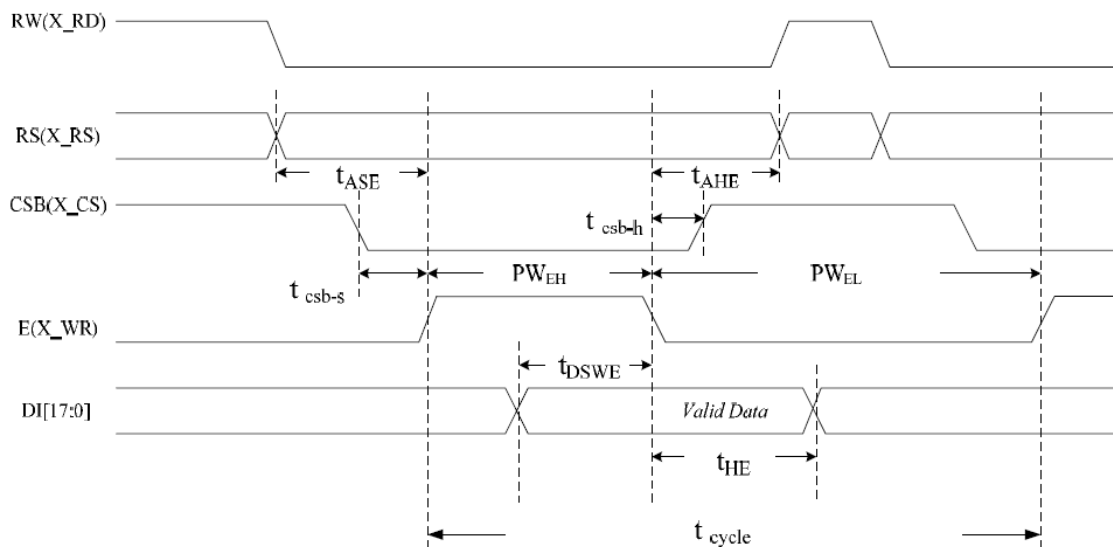 RW(X_RD)
RS(X_RS)
tASE
tAHE
CSB(X_CS)
t csb-h
t csb-s
PWEH
PWEL
E(X_WR)
tDSWE
DI[17:0]
Valid Data
tHE
t cycle